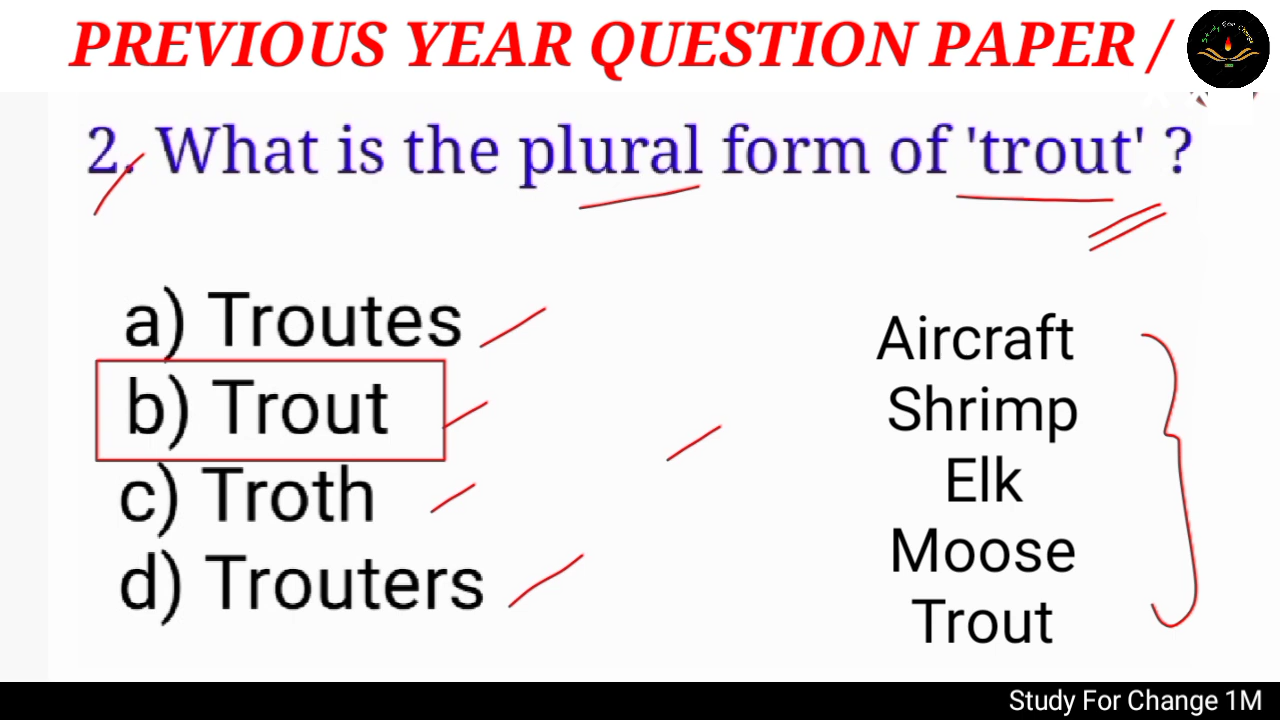 PREVIOUS YEAR QUESTION PAPER /
2. What is the plural form of 'trout' ?
a) Troutes
b) Trout
c) Troth
d) Trouters
Aircraft
Shrimp
Elk
Moose
Trout
Study For Change 1M